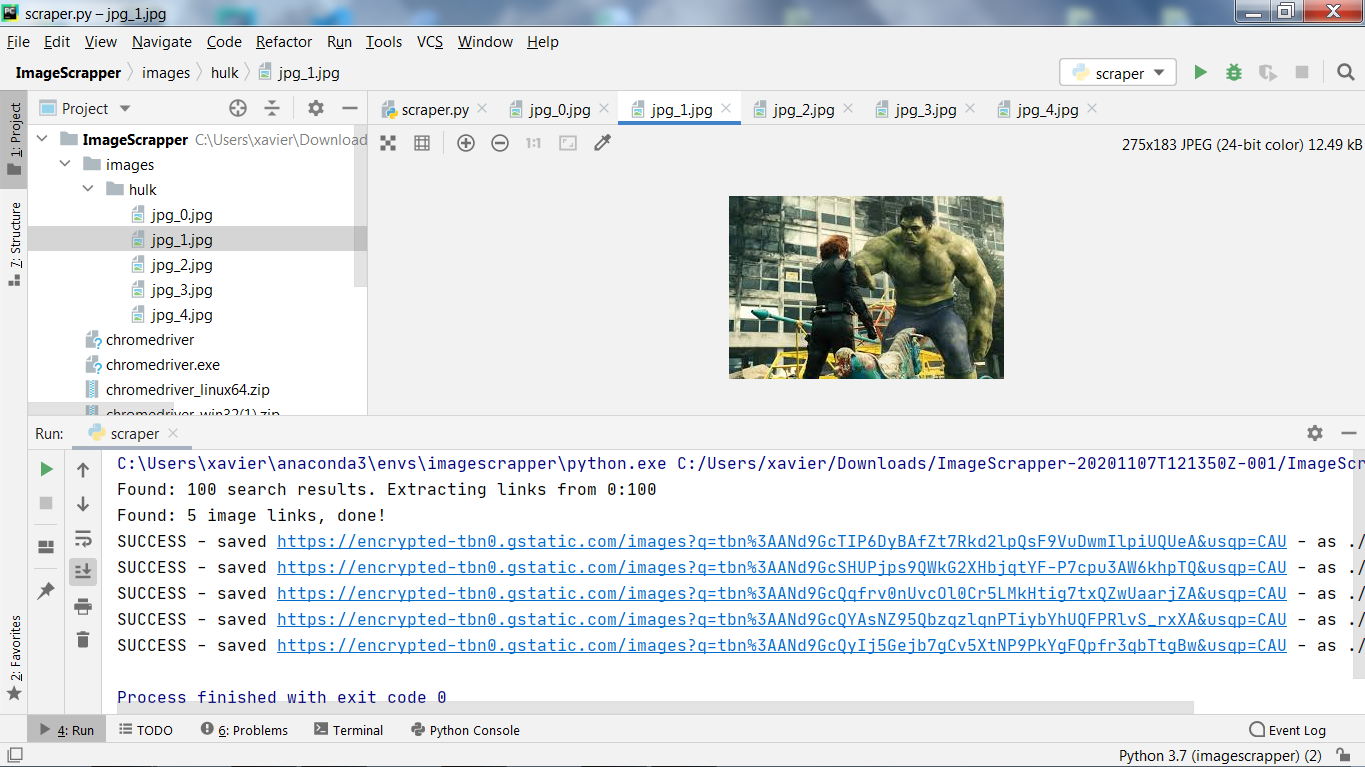 scraper.py – jpg_1.jpg
File Edit View Navigate Code Refactor Run Tools VCS Window Help
ImageScrapper images hulk jpg_1.jpg scraper
1: Project
Project
scraper.py jpg_0.jpg jpg_1.jpg jpg_2.jpg jpg_3.jpg jpg_4.jpg
ImageScrapper C:\Users\xavier\Download
275x183 JPEG (24-bit color) 12.49 kB
1:1
images
hulk
jpg_0.jpg
jpg_1.jpg
jpg_2.jpg
jpg_3.jpg
jpg_4.jpg
chromedriver
chromedriver.exe
chromedriver_linux64.zip
chromedriver_win32(1).zip
7: Structure
Run: scraper
C:\Users\xavier\anaconda3\envs\imagescrapper\python.exe C:/Users/xavier/Downloads/ImageScrapper-20201107T121350Z-001/ImageScr
Found: 100 search results. Extracting links from 0:100
Found: 5 image links, done!
SUCCESS - saved https://encrypted-tbn0.gstatic.com/images?q=tbn%3AANd9GcTIP6DyBAfZt7Rkd2lpQsF9VuDwmIlpiUQUeA&usqp=CAU - as ./
SUCCESS - saved https://encrypted-tbn0.gstatic.com/images?q=tbn%3AANd9GcSHUPjps9QWkG2XHbjqtYF-P7cpu3AW6khpTQ&usqp=CAU - as ./
SUCCESS - saved https://encrypted-tbn0.gstatic.com/images?q=tbn%3AANd9GcQqfrv0nUvcOl0Cr5LMkHtig7txQZwUaarjZA&usqp=CAU - as ./
SUCCESS - saved https://encrypted-tbn0.gstatic.com/images?q=tbn%3AANd9GcQYAsNZ95QbzqzlqnPTiybYhUQFPRlvS_rxXA&usqp=CAU - as ./
SUCCESS - saved https://encrypted-tbn0.gstatic.com/images?q=tbn%3AANd9GcQyIj5Gejb7gCv5XtNP9PkYgFQpfr3qbTtgBw&usqp=CAU - as ./
Process finished with exit code 0
2: Favorites
4: Run TODO 6: Problems Terminal Python Console Event Log
Python 3.7 (imagescrapper) (2)